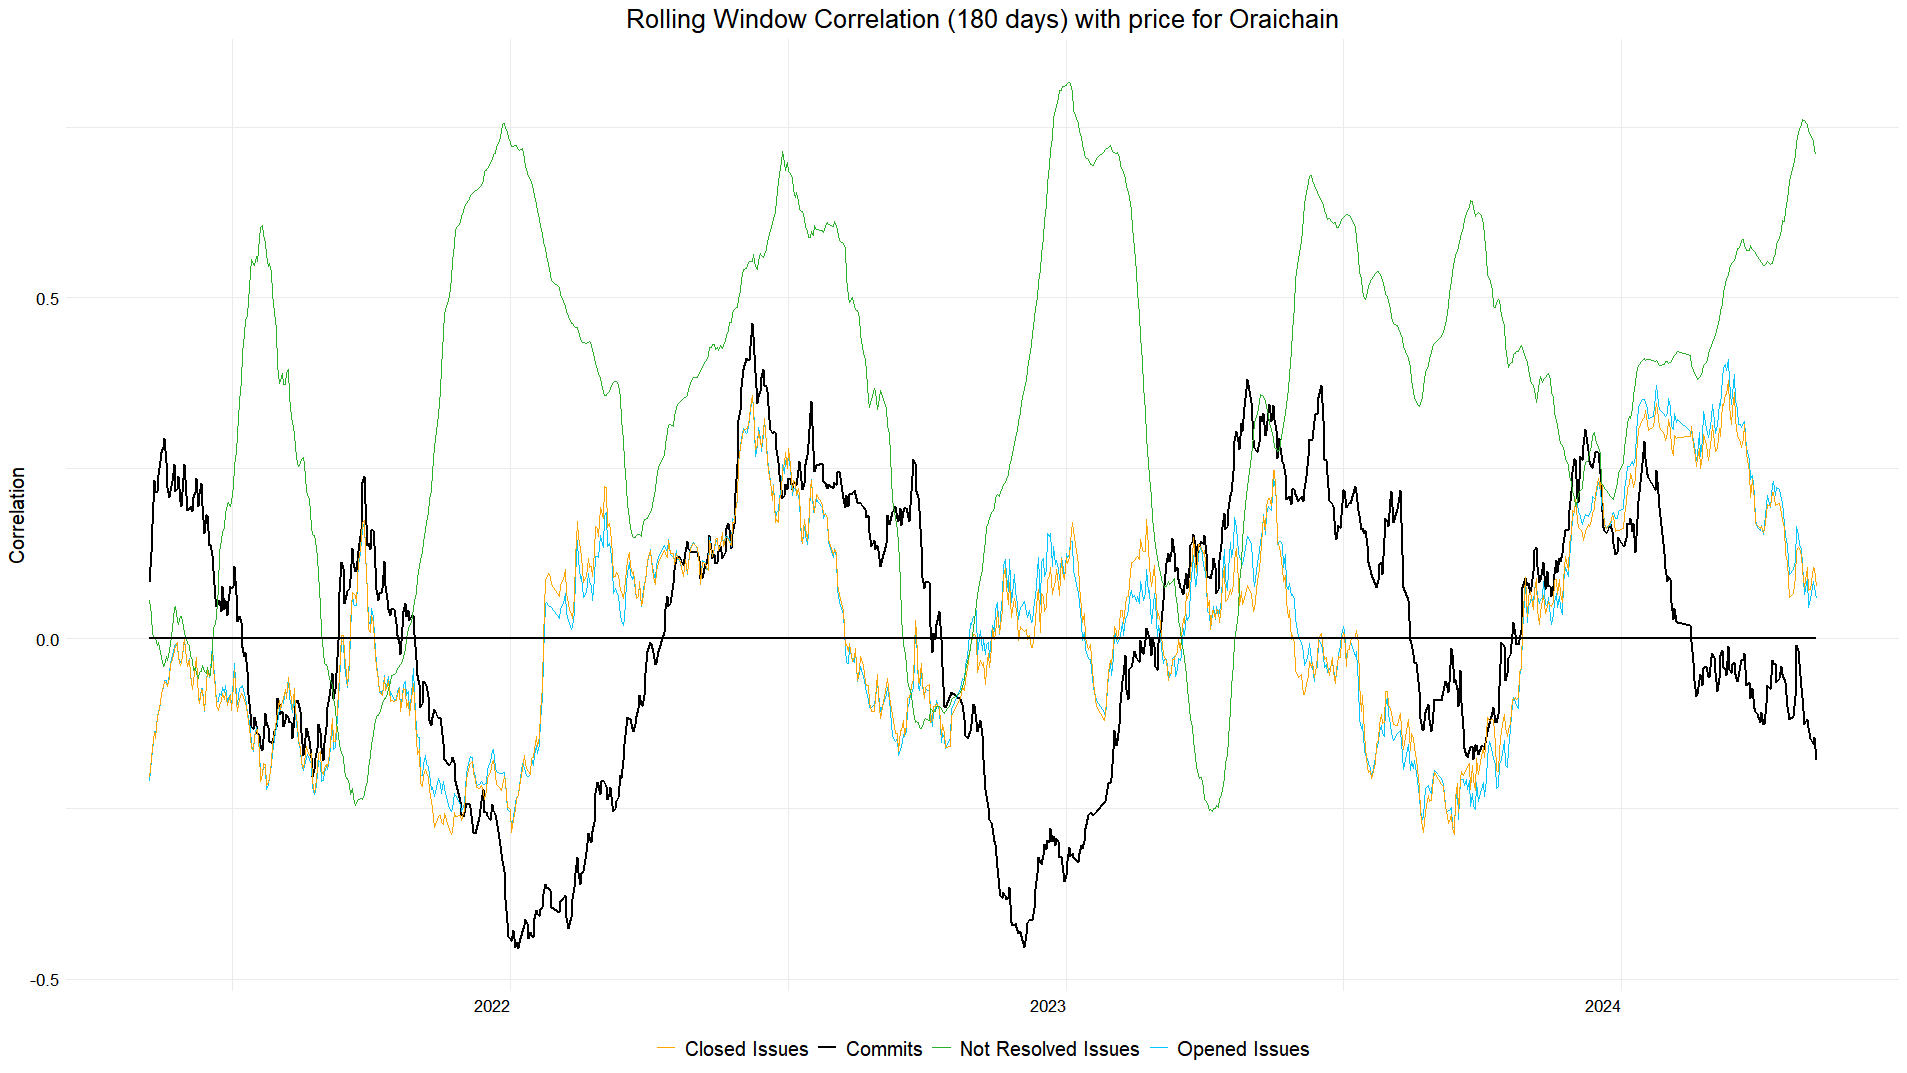 Rolling Window Correlation (180 days) with price for Oraichain
Correlation
0.5
0.0
-0.5
2022
2023
2024
Closed Issues
Commits
Not Resolved Issues
Opened Issues